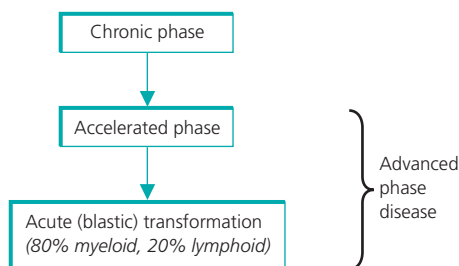 Chronic phase
Accelerated phase
Advanced
phase
disease
Acute (blastic) transformation
(80% myeloid, 20% lymphoid)